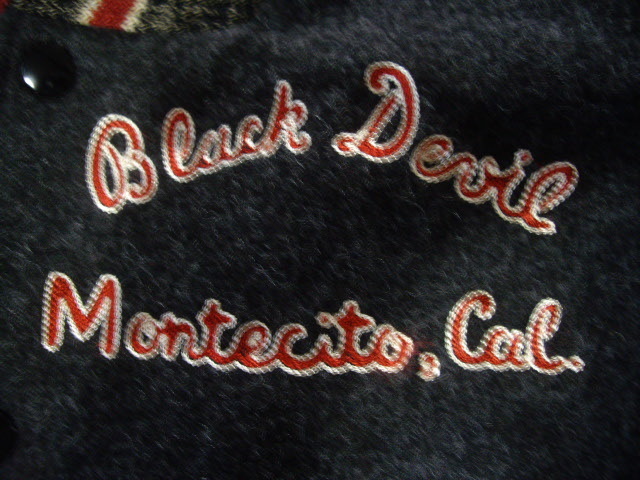 Black Devil
Montecito, Cal.